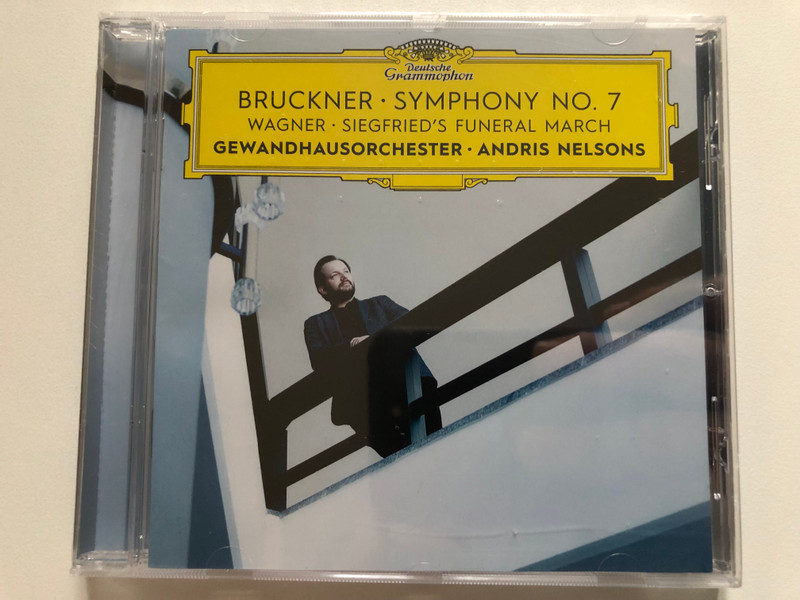 Deutsche
Grammophon
BRUCKNER · SYMPHONY NO. 7
WAGNER · SIEGFRIED'S FUNERAL MARCH
GEWANDHAUSORCHESTER · ANDRIS NELSONS